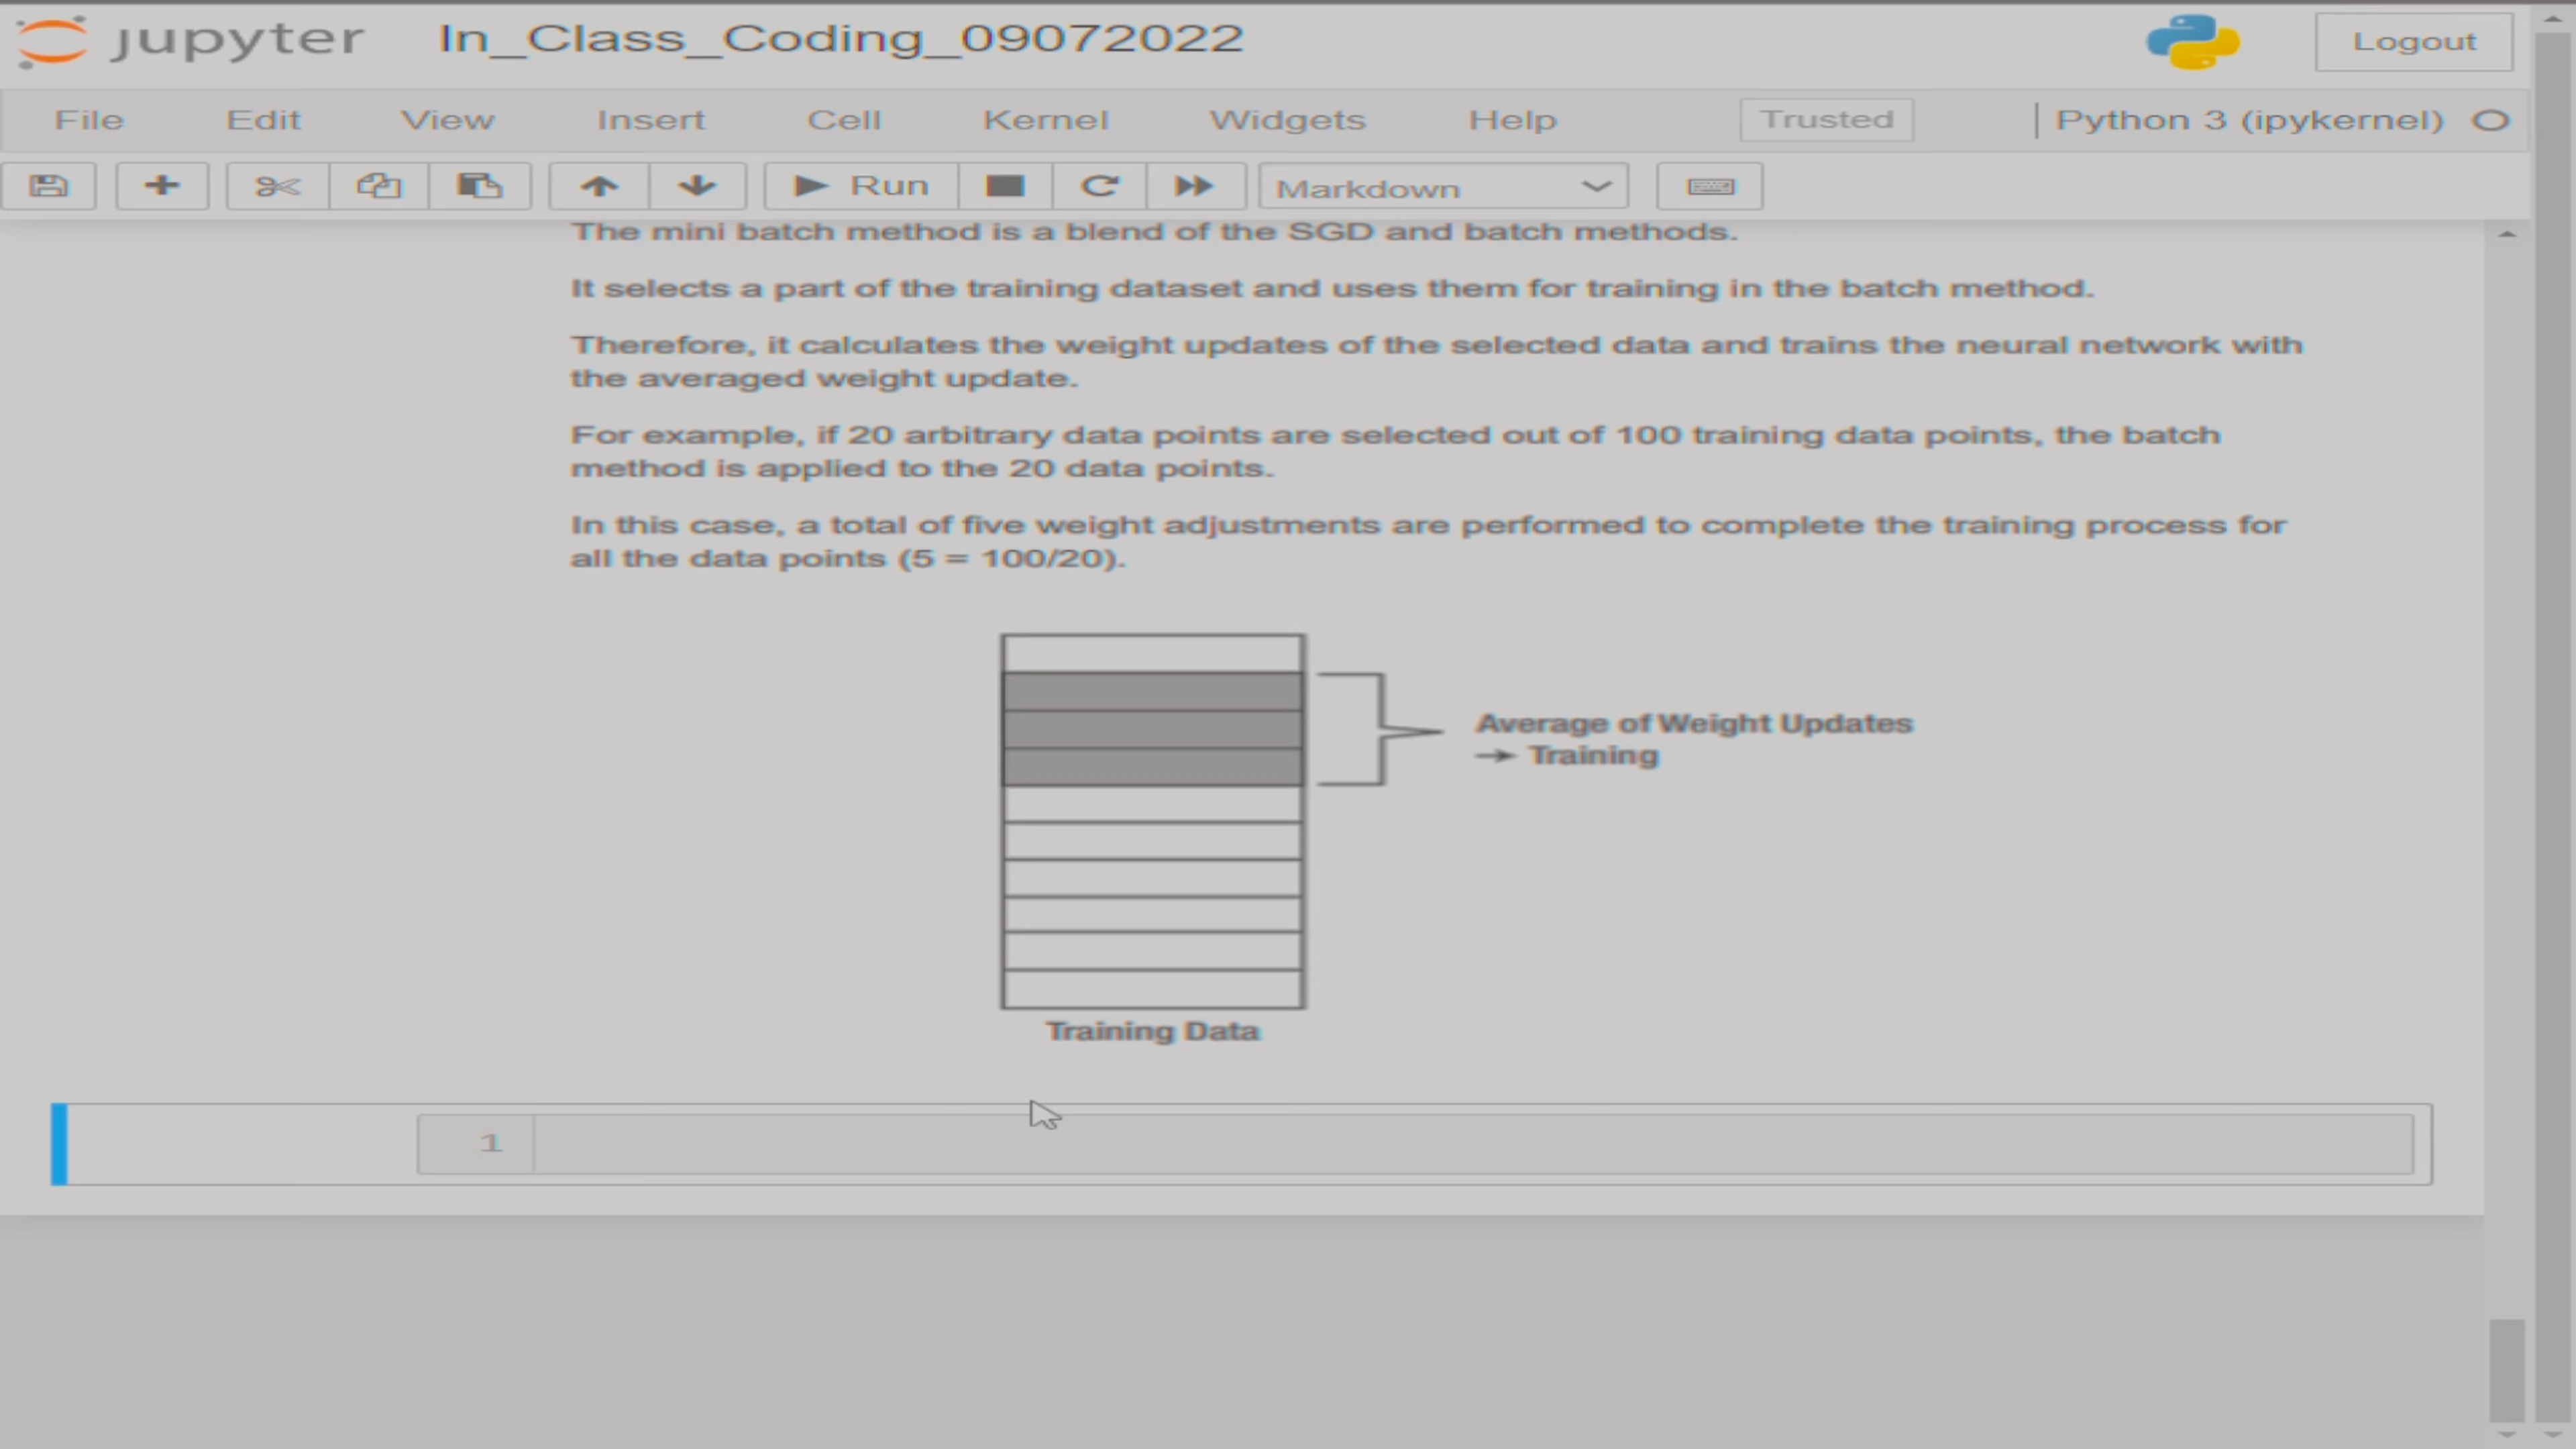 jupyter In_Class_Coding_09072022 Logout
File Edit View Insert Cell Kernel Widgets Help Trusted Python 3 (ipykernel)
Run Markdown
The mini batch method is a blend of the SGD and batch methods.
It selects a part of the training dataset and uses them for training in the batch method.
Therefore, it calculates the weight updates of the selected data and trains the neural network with
the averaged weight update.
For example, if 20 arbitrary data points are selected out of 100 training data points, the batch
method is applied to the 20 data points.
In this case, a total of five weight adjustments are performed to complete the training process for
all the data points (5 = 100/20).
Average of Weight Updates
→ Training
Training Data
1